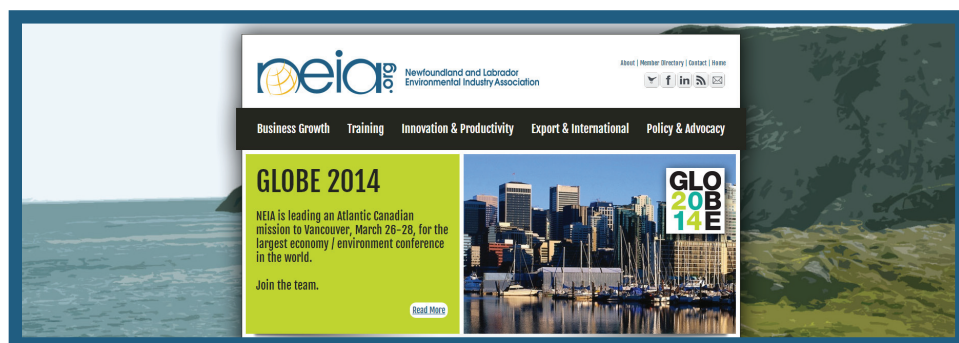 neia.org
Newfoundland and Labrador
Environmental Industry Association
About | Member Directory | Contact | Home
Business Growth Training Innovation & Productivity Export & International Policy & Advocacy
GLOBE 2014
NEIA is leading an Atlantic Canadian
mission to Vancouver, March 26-28, for the
largest economy / environment conference
in the world.
Join the team.
Read More
GLO
20B
14E